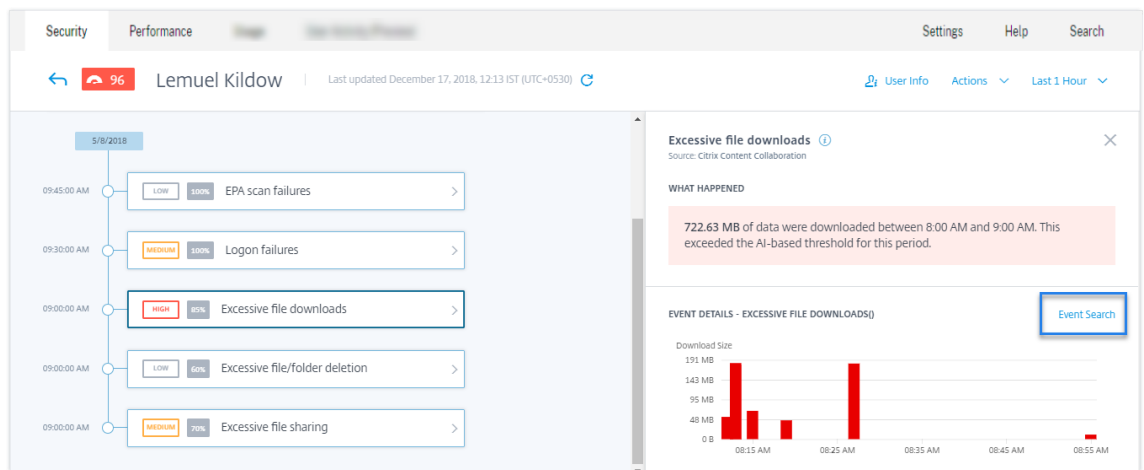 Security Performance Settings Help Search
96 Lemuel Kildow Last updated December 17, 2018, 12:13 IST (UTC+0530) User Info Actions Last 1 Hour
5/8/2018
09:45:00 AM LOW 100% EPA scan failures
09:30:00 AM MEDIUM 100% Logon failures
09:00:00 AM HIGH 85% Excessive file downloads
09:00:00 AM LOW 60% Excessive file/folder deletion
09:00:00 AM MEDIUM 70% Excessive file sharing
Excessive file downloads
Source: Citrix Content Collaboration
WHAT HAPPENED
722.63 MB of data were downloaded between 8:00 AM and 9:00 AM. This
exceeded the AI-based threshold for this period.
EVENT DETAILS - EXCESSIVE FILE DOWNLOADS() Event Search
Download Size
191 MB
143 MB
95 MB
48 MB
0 B
08:15 AM 08:25 AM 08:35 AM 08:45 AM 08:55 AM